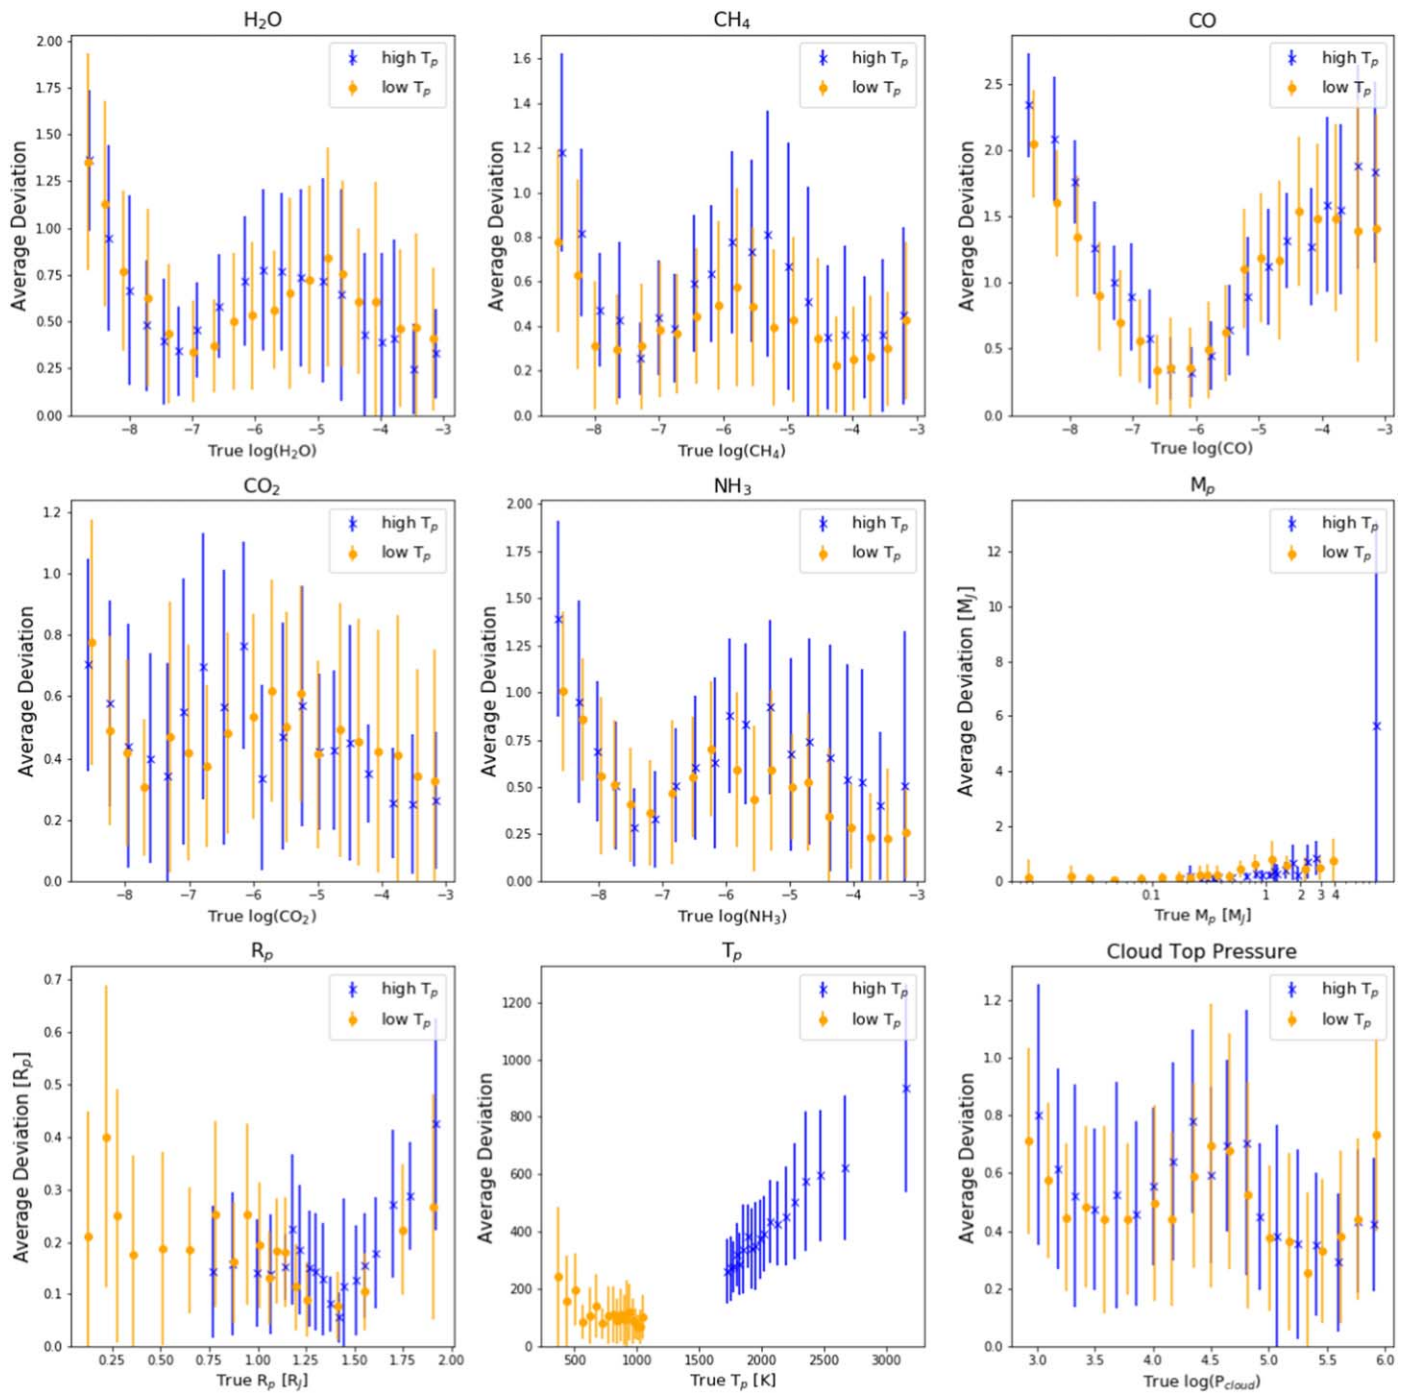 H₂O
2.00
1.75
1.50
1.25
1.00
0.75
0.50
0.25
0.00
Average Deviation
high Tₚ
low Tₚ
−8 −7 −6 −5 −4 −3
True log(H₂O)
CH₄
1.6
1.4
1.2
1.0
0.8
0.6
0.4
0.2
0.0
Average Deviation
high Tₚ
low Tₚ
−8 −7 −6 −5 −4 −3
True log(CH₄)
CO
2.5
2.0
1.5
1.0
0.5
0.0
Average Deviation
high Tₚ
low Tₚ
−8 −7 −6 −5 −4 −3
True log(CO)
CO₂
1.2
1.0
0.8
0.6
0.4
0.2
0.0
Average Deviation
high Tₚ
low Tₚ
−8 −7 −6 −5 −4 −3
True log(CO₂)
NH₃
2.00
1.75
1.50
1.25
1.00
0.75
0.50
0.25
0.00
Average Deviation
high Tₚ
low Tₚ
−8 −7 −6 −5 −4 −3
True log(NH₃)
Mₚ
12
10
8
6
4
2
0
Average Deviation [M_J]
high Tₚ
low Tₚ
0.1 1 2 3 4
True Mₚ [M_J]
Rₚ
0.7
0.6
0.5
0.4
0.3
0.2
0.1
0.0
Average Deviation [Rₚ]
high Tₚ
low Tₚ
0.25 0.50 0.75 1.00 1.25 1.50 1.75 2.00
True Rₚ [R_J]
Tₚ
1200
1000
800
600
400
200
0
Average Deviation
high Tₚ
low Tₚ
500 1000 1500 2000 2500 3000
True Tₚ [K]
Cloud Top Pressure
1.2
1.0
0.8
0.6
0.4
0.2
0.0
Average Deviation
high Tₚ
low Tₚ
3.0 3.5 4.0 4.5 5.0 5.5 6.0
True log(P_cloud)